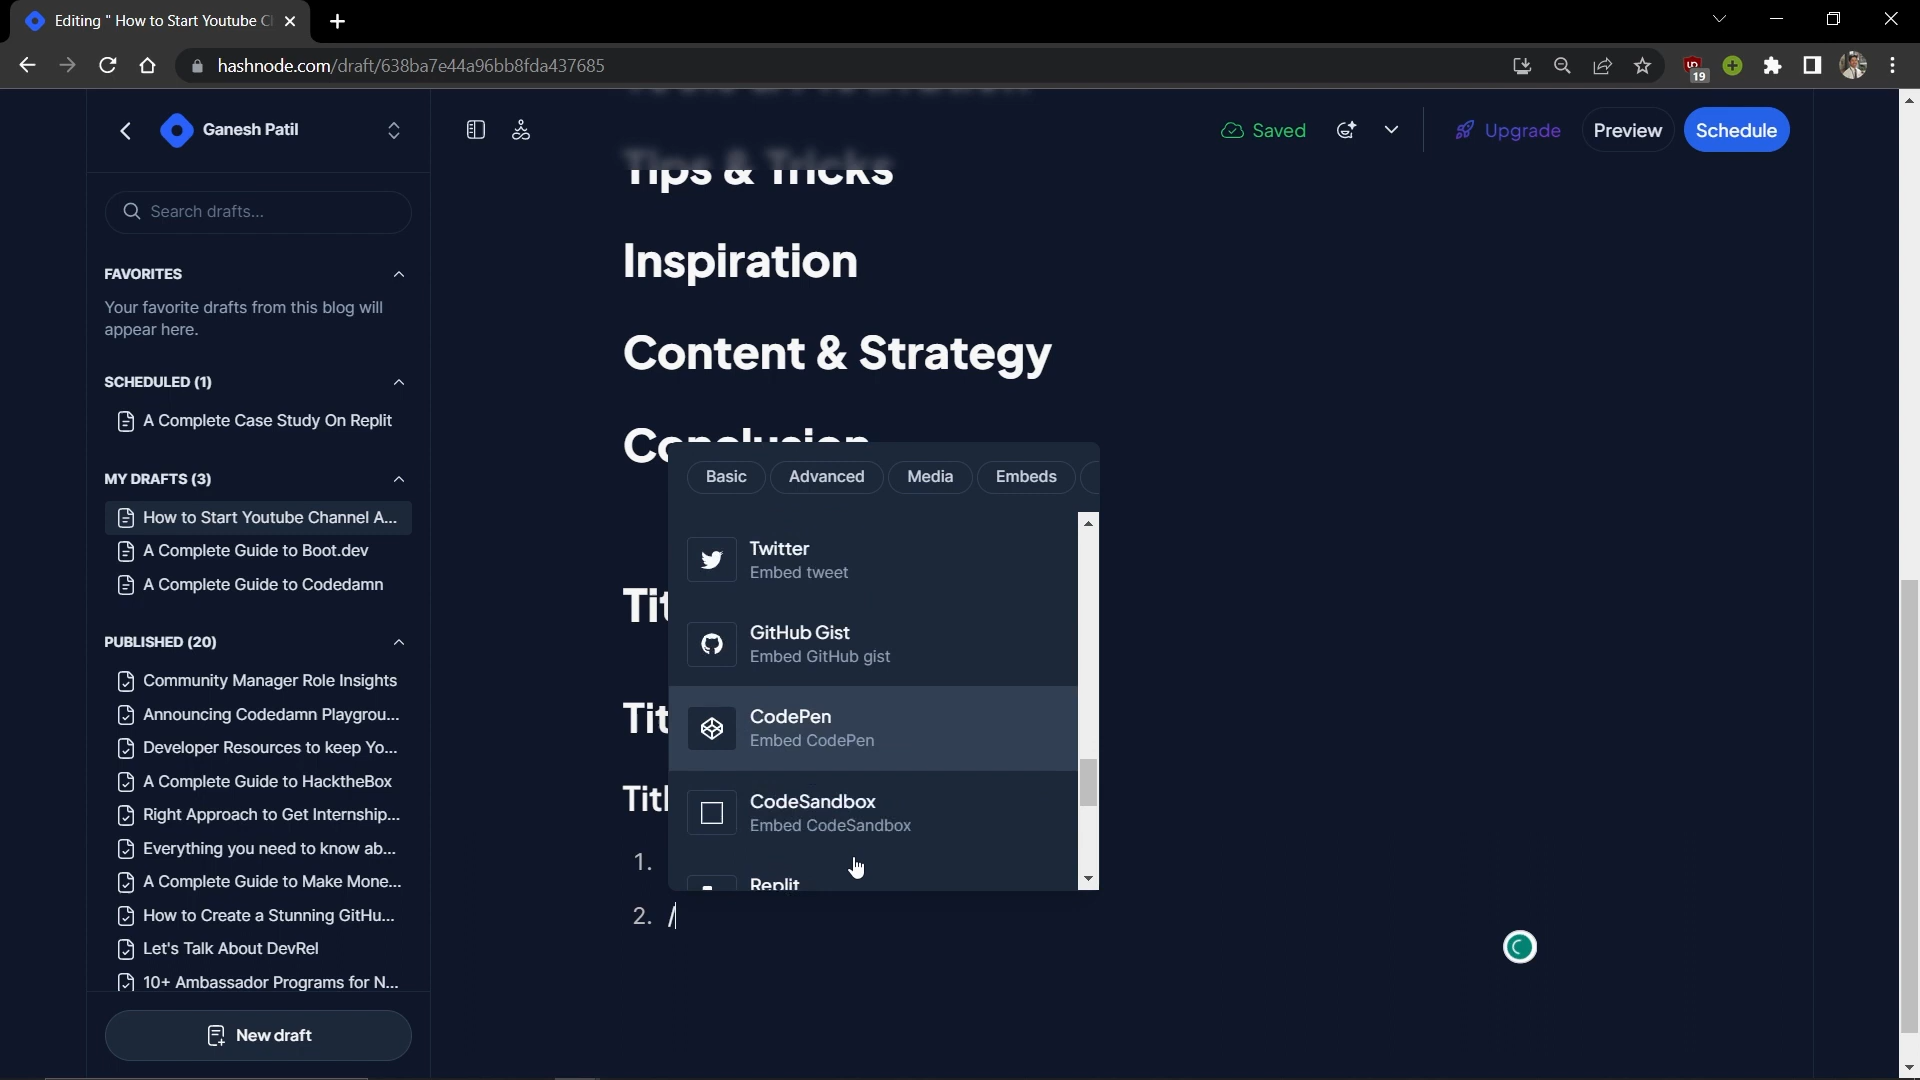 Editing " How to Start Youtube C
hashnode.com/draft/638ba7e44a96bb8fda437685
19
Ganesh Patil
Saved
Upgrade
Preview
Schedule
Search drafts...
FAVORITES
Your favorite drafts from this blog will
appear here.
SCHEDULED (1)
A Complete Case Study On Replit
MY DRAFTS (3)
How to Start Youtube Channel A...
A Complete Guide to Boot.dev
A Complete Guide to Codedamn
PUBLISHED (20)
Community Manager Role Insights
Announcing Codedamn Playgrou...
Developer Resources to keep Yo...
A Complete Guide to HacktheBox
Right Approach to Get Internship...
Everything you need to know ab...
A Complete Guide to Make Mone...
How to Create a Stunning GitHu...
Let's Talk About DevRel
10+ Ambassador Programs for N...
New draft
Tips & Tricks
Inspiration
Content & Strategy
Conclusion
Basic
Advanced
Media
Embeds
Twitter
Embed tweet
GitHub Gist
Embed GitHub gist
CodePen
Embed CodePen
CodeSandbox
Embed CodeSandbox
Replit
Tit
Tit
Titl
1.
2. /